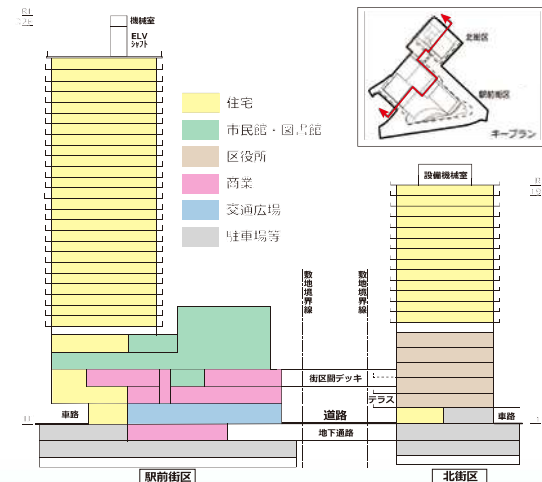 機械室
ELV
シャフト
住宅
市民館・図書館
区役所
商業
交通広場
駐車場等
北街区
駅前街区
キープラン
設備機械室
敷地境界線
敷地境界線
街区間デッキ
テラス
車路
道路
車路
地下通路
駅前街区
北街区